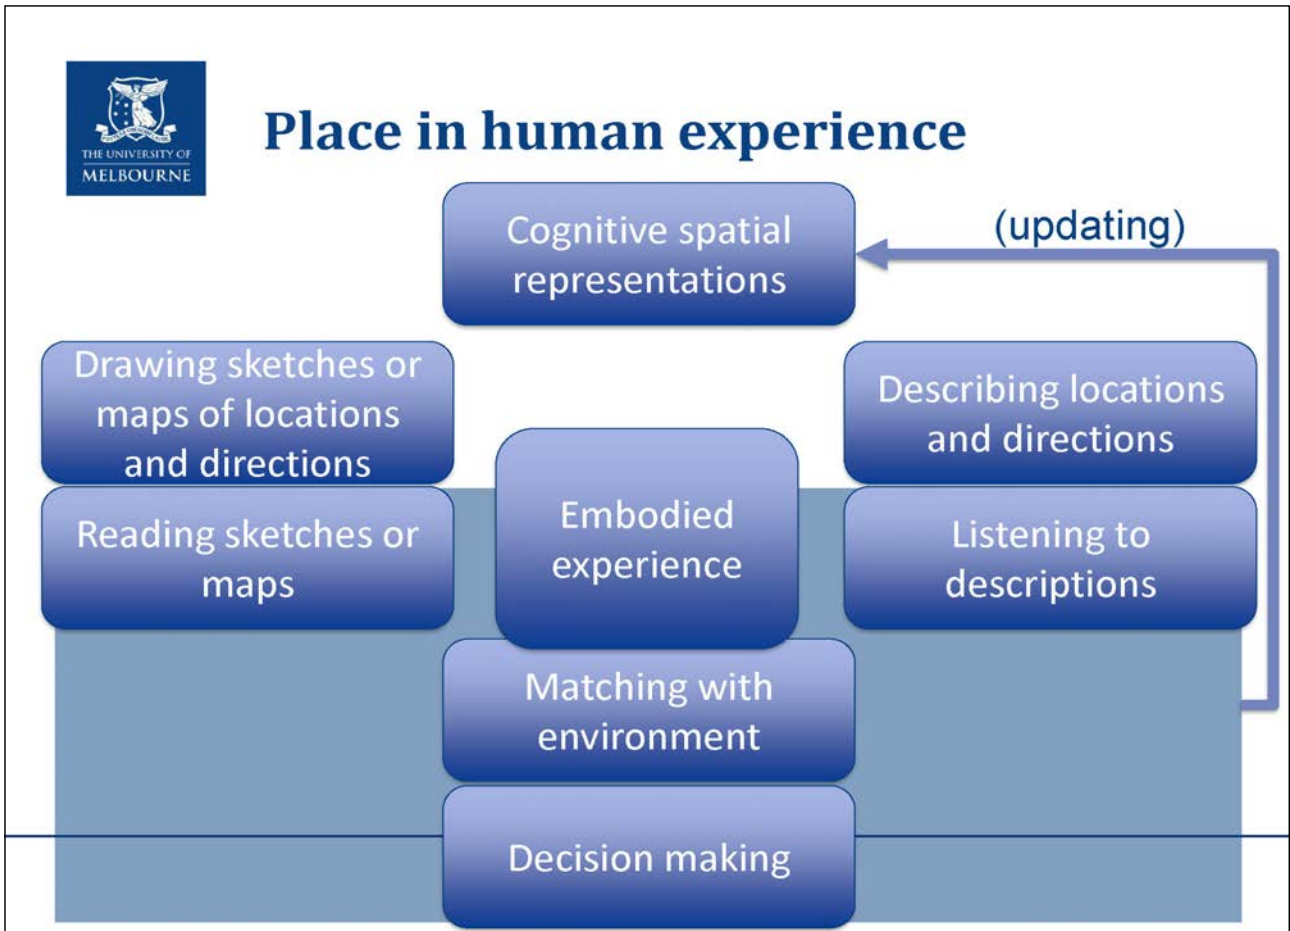 THE UNIVERSITY OF
MELBOURNE
Place in human experience
Cognitive spatial
representations
(updating)
Drawing sketches or
maps of locations
and directions
Describing locations
and directions
Reading sketches or
maps
Embodied
experience
Listening to
descriptions
Matching with
environment
Decision making